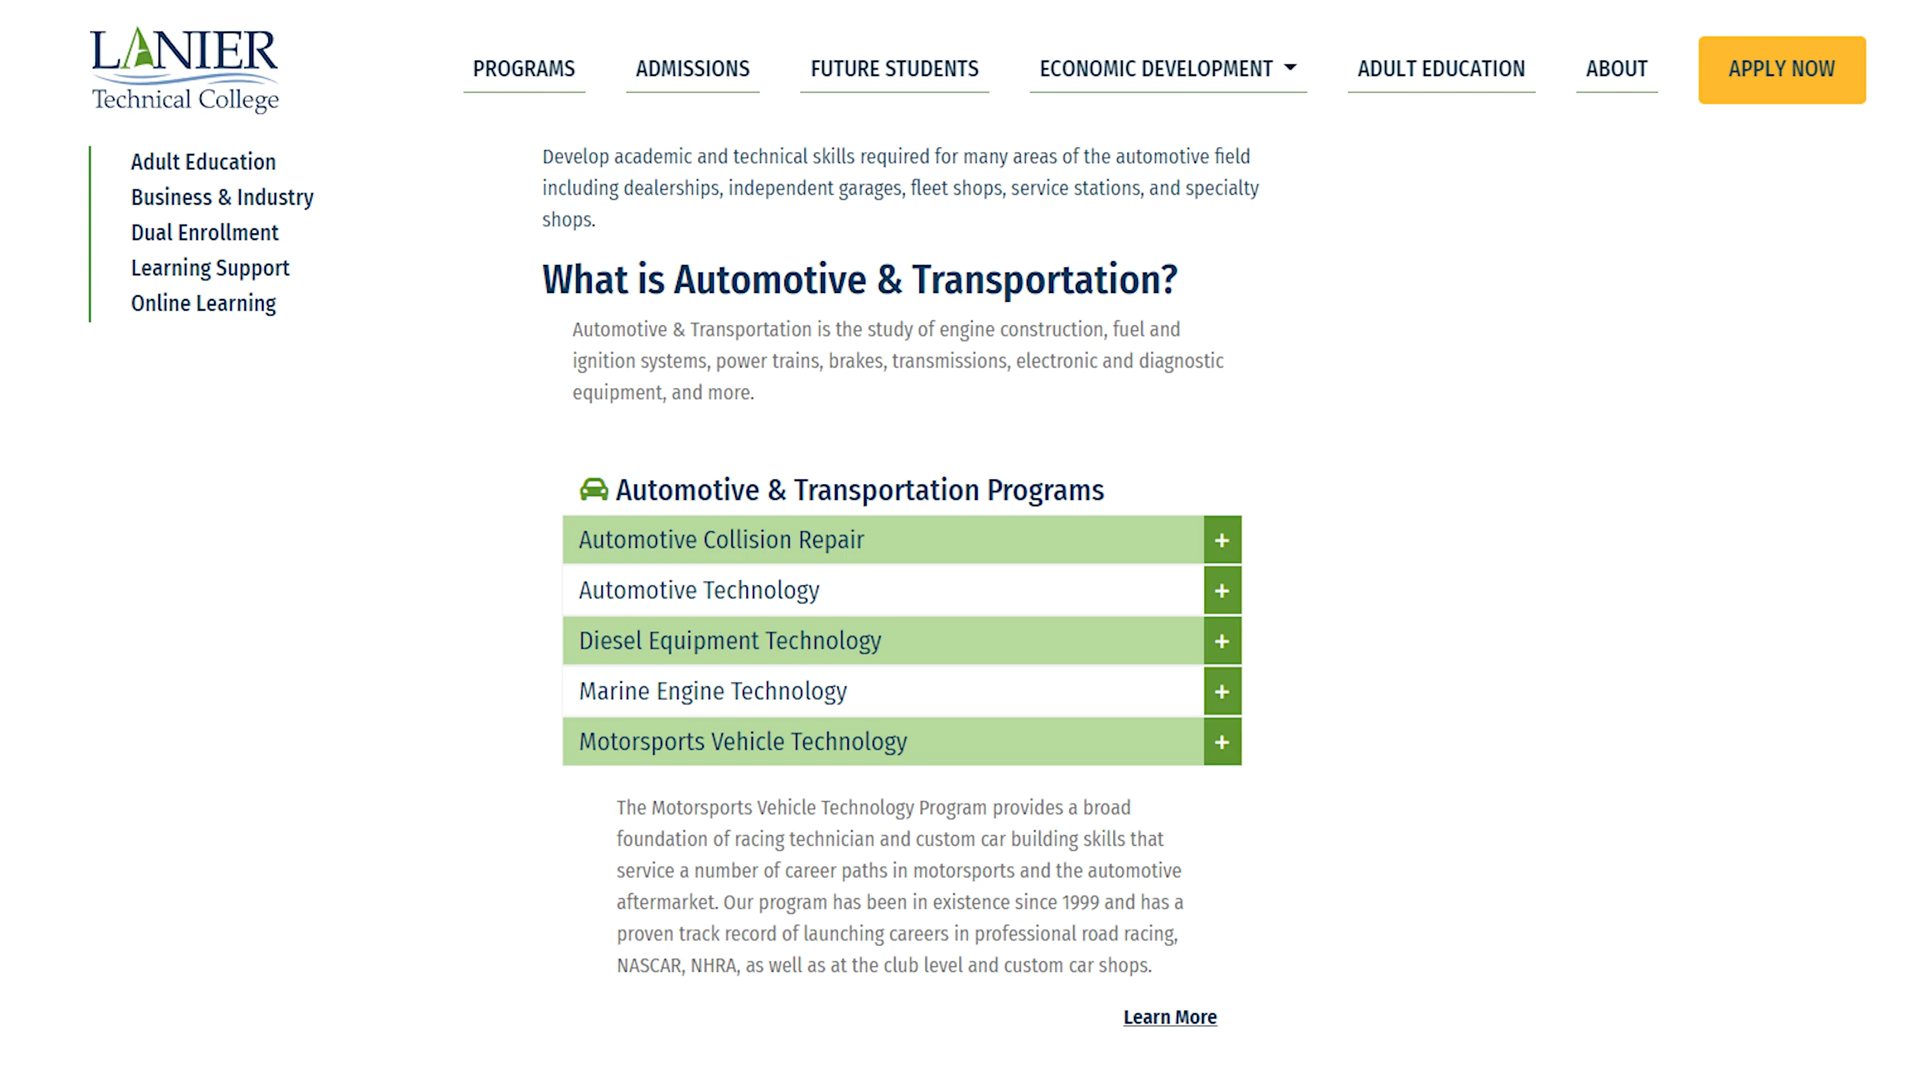 LANIER
Technical College
PROGRAMS
ADMISSIONS
FUTURE STUDENTS
ECONOMIC DEVELOPMENT
ADULT EDUCATION
ABOUT
APPLY NOW
Adult Education
Business & Industry
Dual Enrollment
Learning Support
Online Learning
Develop academic and technical skills required for many areas of the automotive field
including dealerships, independent garages, fleet shops, service stations, and specialty
shops.
What is Automotive & Transportation?
Automotive & Transportation is the study of engine construction, fuel and
ignition systems, power trains, brakes, transmissions, electronic and diagnostic
equipment, and more.
Automotive & Transportation Programs
Automotive Collision Repair +
Automotive Technology +
Diesel Equipment Technology +
Marine Engine Technology +
Motorsports Vehicle Technology +
The Motorsports Vehicle Technology Program provides a broad
foundation of racing technician and custom car building skills that
service a number of career paths in motorsports and the automotive
aftermarket. Our program has been in existence since 1999 and has a
proven track record of launching careers in professional road racing,
NASCAR, NHRA, as well as at the club level and custom car shops.
Learn More